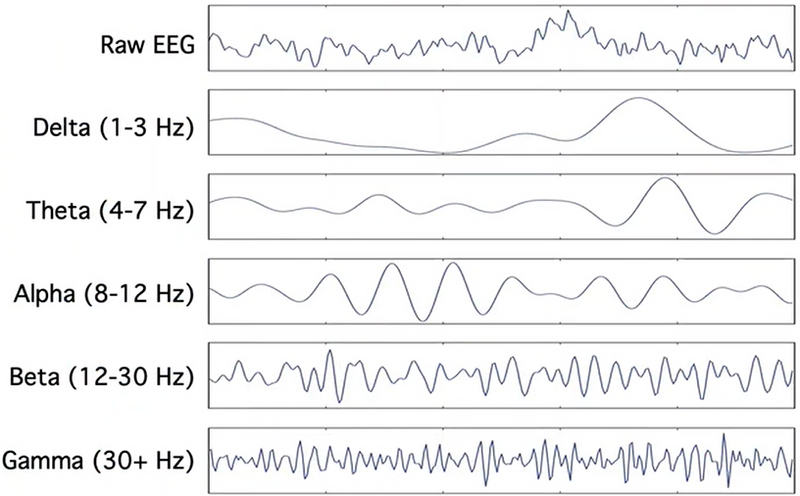 Raw EEG
Delta (1-3 Hz)
Theta (4-7 Hz)
Alpha (8-12 Hz)
Beta (12-30 Hz)
Gamma (30+ Hz)